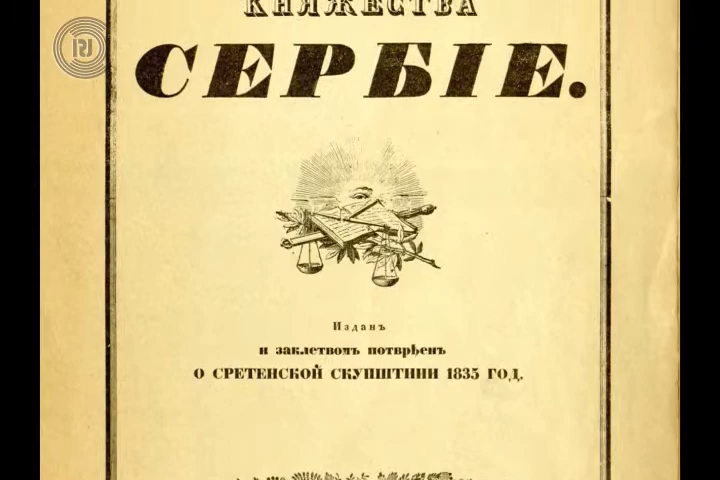 КНЯЖЕСТВА
СЕРБІЕ.
Изданъ
и заклетвомъ потврђенъ
О СРЕТЕНСКОЙ СКУПШТИНИ 1835 ГОД.